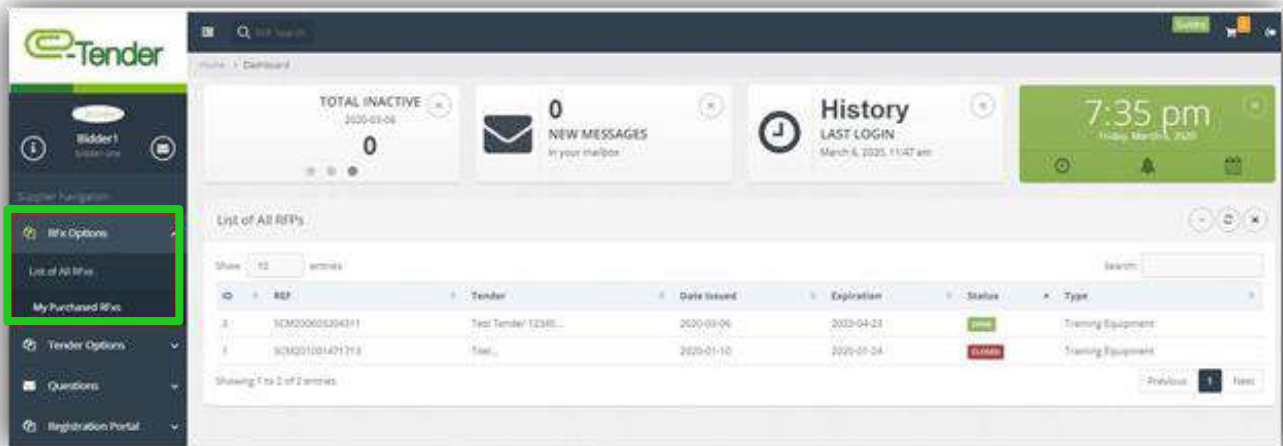 e-Tender
Home > Dashboard
TOTAL INACTIVE
2020-03-06
0
0
NEW MESSAGES
in your mailbox
History
LAST LOGIN
March 6, 2020, 11:47 am
7:35 pm
Friday, March 6, 2020
Bidder1
bidder-one
Supplier Navigation
RFx Options
List of All RFxs
My Purchased RFxs
Tender Options
Questions
Registration Portal
List of All RFPs
Show 10 entries
Search:
ID REF Tender Date Issued Expiration Status Type
2 Test Tender 12345... 2020-03-06 2020-04-23 OPEN Training Equipment
1 Test... 2020-01-10 2020-01-24 CLOSED Training Equipment
Showing 1 to 2 of 2 entries
Previous 1 Next